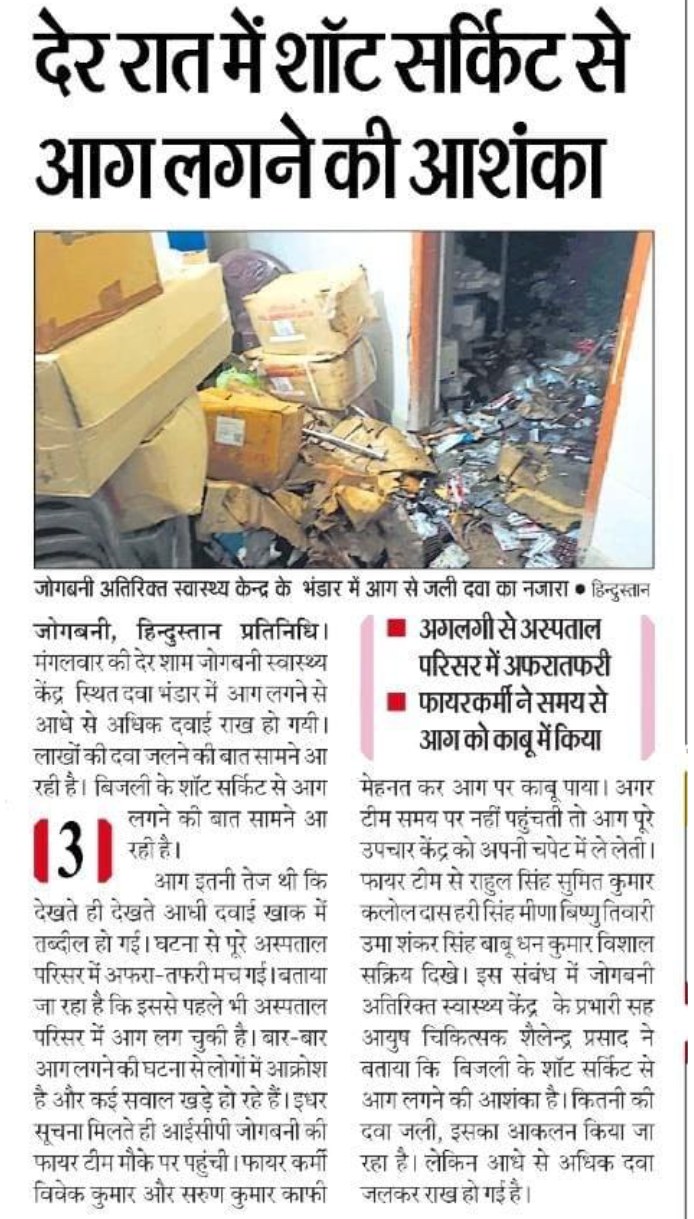 देर रात में शॉट सर्किट से
आग लगने की आशंका
जोगबनी अतिरिक्त स्वास्थ्य केन्द्र के भंडार में आग से जली दवा का नजारा ● हिन्दुस्तान
जोगबनी, हिन्दुस्तान प्रतिनिधि।
मंगलवार की देर शाम जोगबनी स्वास्थ्य
केंद्र स्थित दवा भंडार में आग लगने से
आधे से अधिक दवाई राख हो गयी।
लाखों की दवा जलने की बात सामने आ
रही है। बिजली के शॉट सर्किट से आग
लगने की बात सामने आ
रही है।
3
आग इतनी तेज थी कि
देखते ही देखते आधी दवाई खाक में
तब्दील हो गई। घटना से पूरे अस्पताल
परिसर में अफरा-तफरी मच गई। बताया
जा रहा है कि इससे पहले भी अस्पताल
परिसर में आग लग चुकी है। बार-बार
आग लगने की घटना से लोगों में आक्रोश
है और कई सवाल खड़े हो रहे हैं। इधर
सूचना मिलते ही आईसीपी जोगबनी की
फायर टीम मौके पर पहुंची। फायर कर्मी
विवेक कुमार और सरुण कुमार काफी
■ अगलगी से अस्पताल
परिसर में अफरातफरी
■ फायरकर्मी ने समय से
आग को काबू में किया
मेहनत कर आग पर काबू पाया। अगर
टीम समय पर नहीं पहुंचती तो आग पूरे
उपचार केंद्र को अपनी चपेट में ले लेती।
फायर टीम से राहुल सिंह सुमित कुमार
कलोल दास हरी सिंह मीणा बिष्णु तिवारी
उमा शंकर सिंह बाबू धन कुमार विशाल
सक्रिय दिखे। इस संबंध में जोगबनी
अतिरिक्त स्वास्थ्य केंद्र के प्रभारी सह
आयुष चिकित्सक शैलेन्द्र प्रसाद ने
बताया कि बिजली के शॉट सर्किट से
आग लगने की आशंका है। कितनी की
दवा जली, इसका आकलन किया जा
रहा है। लेकिन आधे से अधिक दवा
जलकर राख हो गई है।